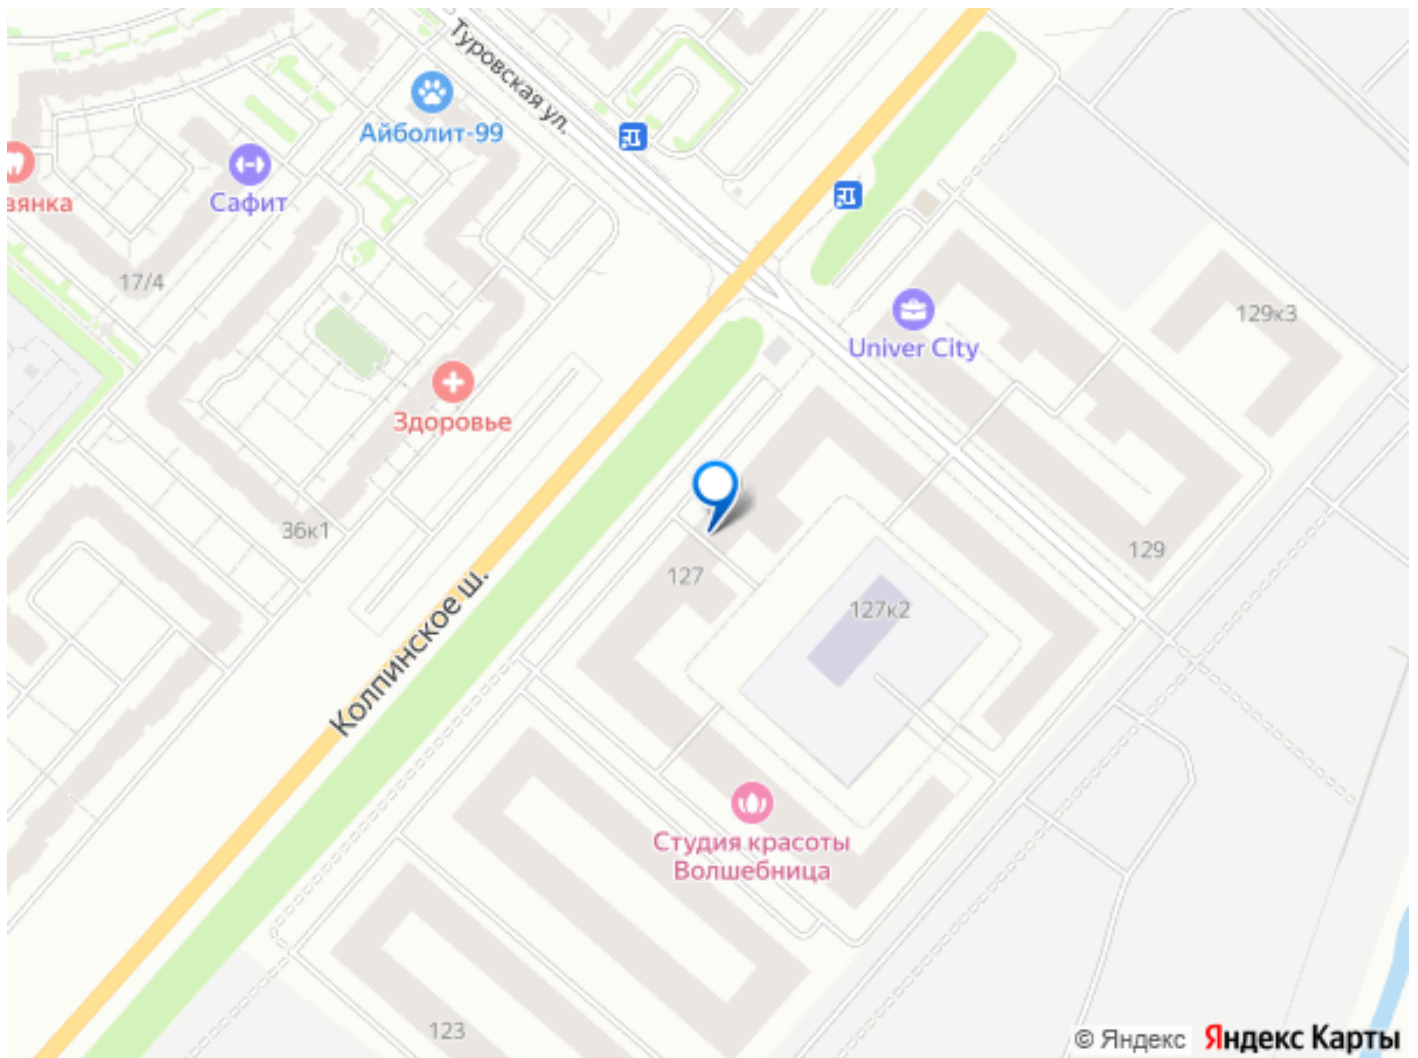 Туровская ул.
Айболит-99
вянка
Сафит
17/4
129к3
Univer City
Здоровье
36к1
129
127
127к2
Колпинское ш.
Студия красоты
Волшебница
123
© Яндекс
Яндекс Карты